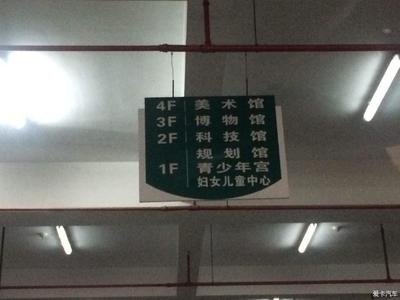 4F 美术馆
3F 博物馆
2F 科技馆
规划馆
1F 青少年宫
妇女儿童中心
爱卡汽车